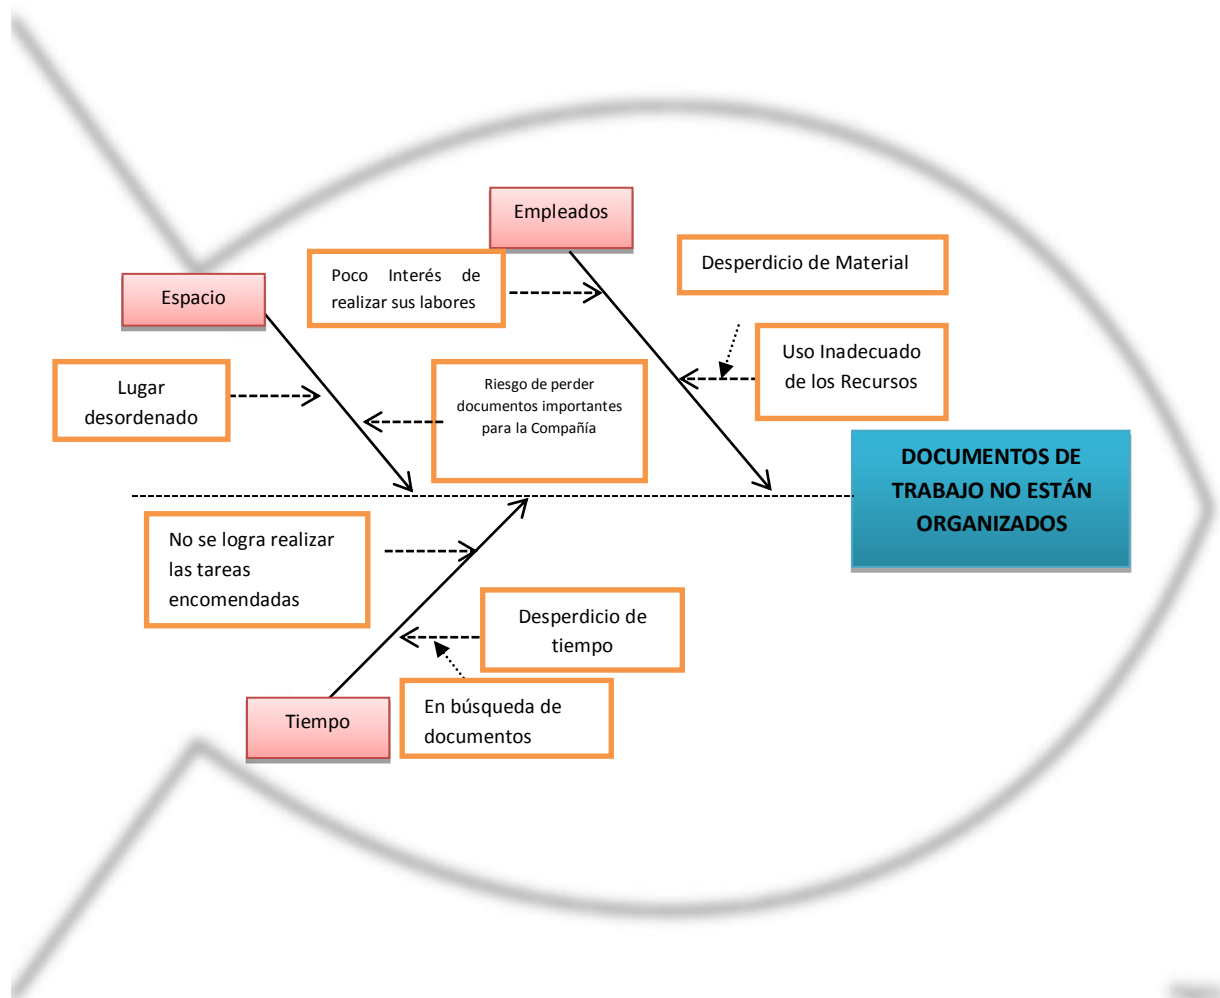 Empleados
Desperdicio de Material
Poco Interés de
realizar sus labores
Espacio
Uso Inadecuado
de los Recursos
Lugar
desordenado
Riesgo de perder
documentos importantes
para la Compañía
DOCUMENTOS DE
TRABAJO NO ESTÁN
ORGANIZADOS
No se logra realizar
las tareas
encomendadas
Desperdicio de
tiempo
Tiempo
En búsqueda de
documentos